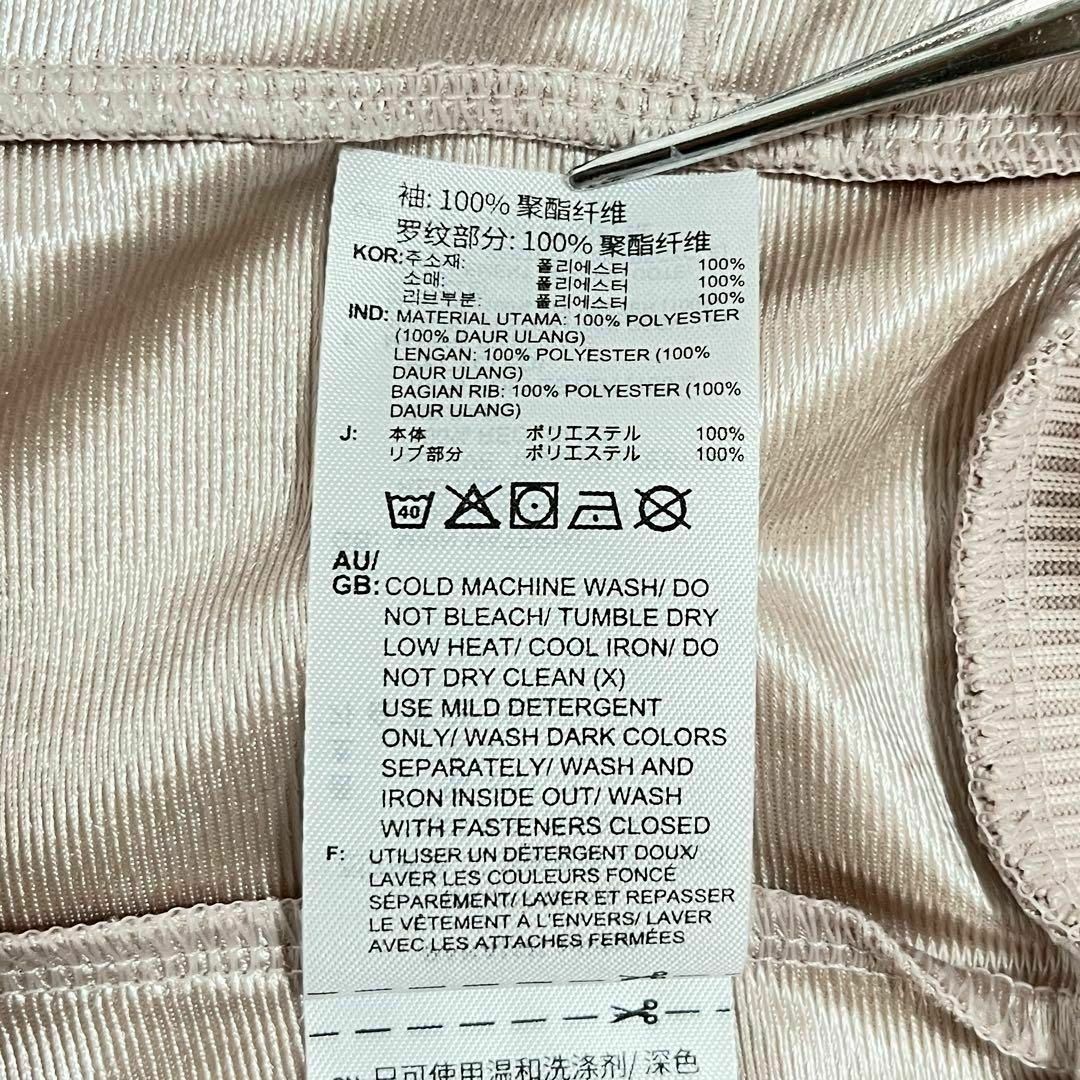 袖: 100% 聚酯纤维
罗纹部分: 100% 聚酯纤维
KOR: 주소재: 폴리에스터 100%
소매: 폴리에스터 100%
리브부분: 폴리에스터 100%
IND: MATERIAL UTAMA: 100% POLYESTER
(100% DAUR ULANG)
LENGAN: 100% POLYESTER (100%
DAUR ULANG)
BAGIAN RIB: 100% POLYESTER (100%
DAUR ULANG)
J: 本体 ポリエステル 100%
リブ部分 ポリエステル 100%
40
AU/
GB: COLD MACHINE WASH/ DO
NOT BLEACH/ TUMBLE DRY
LOW HEAT/ COOL IRON/ DO
NOT DRY CLEAN (X)
USE MILD DETERGENT
ONLY/ WASH DARK COLORS
SEPARATELY/ WASH AND
IRON INSIDE OUT/ WASH
WITH FASTENERS CLOSED
F: UTILISER UN DÉTERGENT DOUX/
LAVER LES COULEURS FONCÉ
SÉPARÉMENT/ LAVER ET REPASSER
LE VÊTEMENT À L'ENVERS/ LAVER
AVEC LES ATTACHES FERMÉES
只可使用温和洗涤剂/ 深色